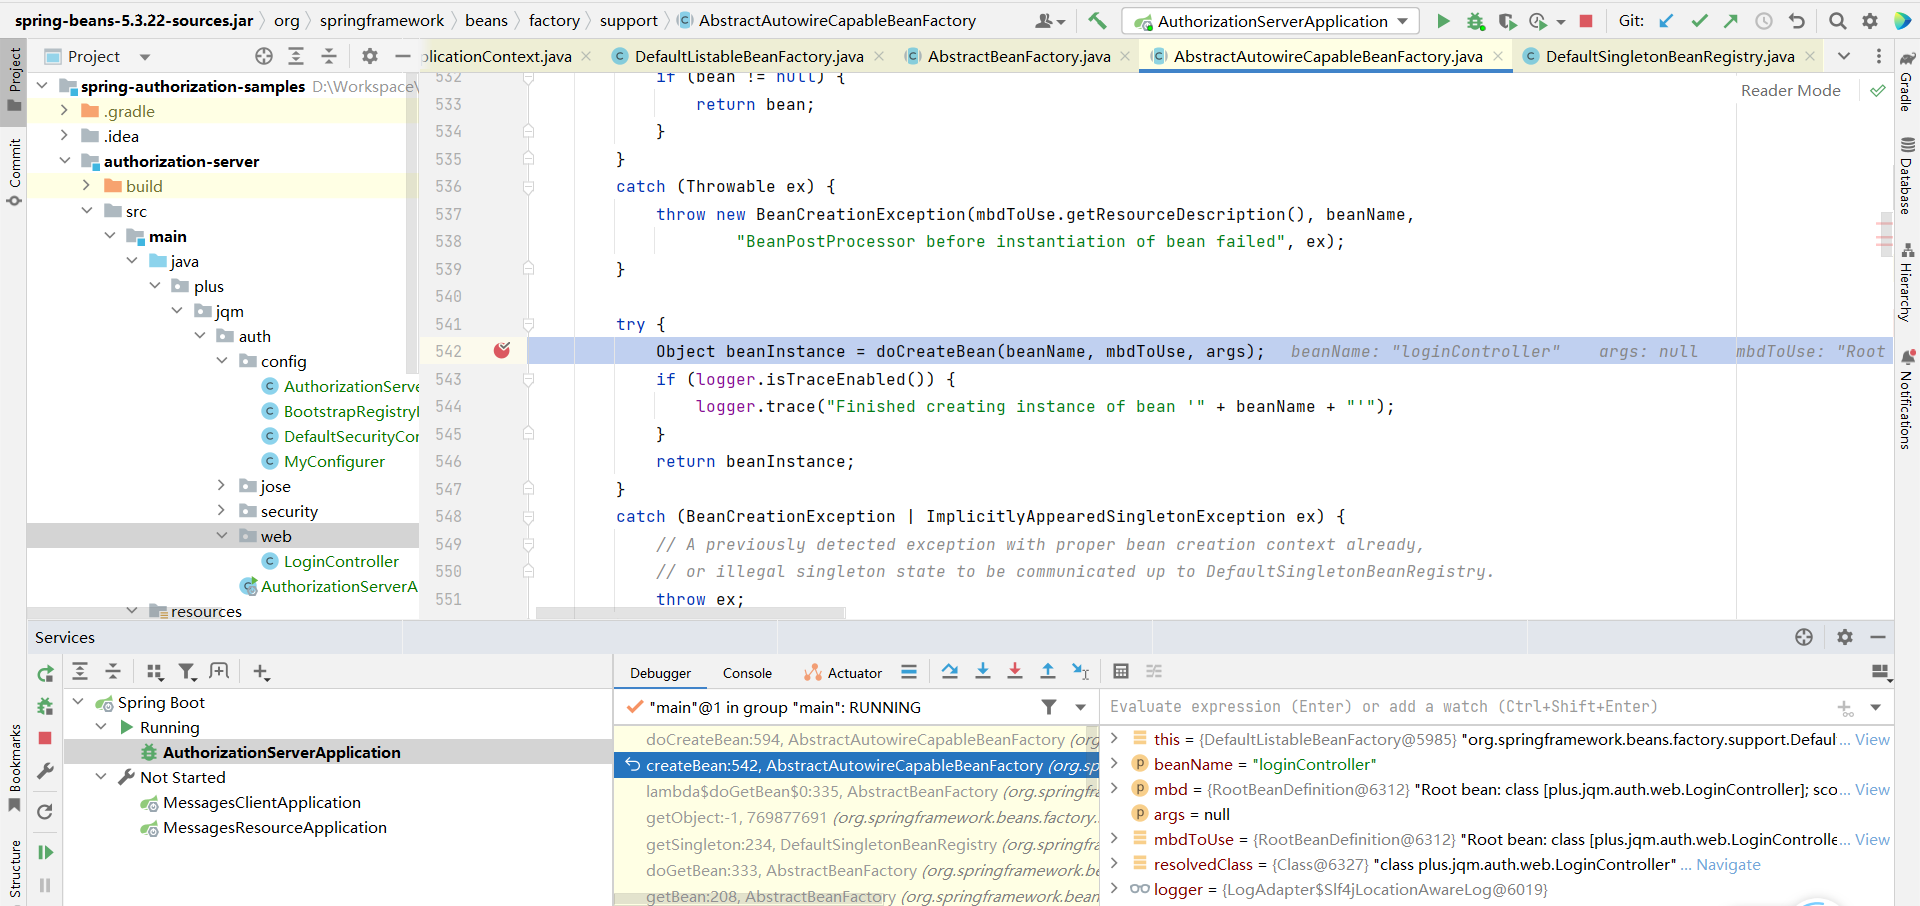 spring-beans-5.3.22-sources.jar org springframework beans factory support AbstractAutowireCapableBeanFactory AuthorizationServerApplication Git:
Project plicationContext.java DefaultListableBeanFactory.java AbstractBeanFactory.java AbstractAutowireCapableBeanFactory.java DefaultSingletonBeanRegistry.java
Reader Mode
Project
Commit
Bookmarks
Structure
spring-authorization-samples D:\Workspace\
.gradle
.idea
authorization-server
build
src
main
java
plus
jqm
auth
config
AuthorizationServe
BootstrapRegistryI
DefaultSecurityCor
MyConfigurer
jose
security
web
LoginController
AuthorizationServerA
resources
532 if (bean != null) {
533 return bean;
534 }
535 }
536 catch (Throwable ex) {
537 throw new BeanCreationException(mbdToUse.getResourceDescription(), beanName,
538 "BeanPostProcessor before instantiation of bean failed", ex);
539 }
540
541 try {
542 Object beanInstance = doCreateBean(beanName, mbdToUse, args); beanName: "loginController" args: null mbdToUse: "Root
543 if (logger.isTraceEnabled()) {
544 logger.trace("Finished creating instance of bean '" + beanName + "'");
545 }
546 return beanInstance;
547 }
548 catch (BeanCreationException | ImplicitlyAppearedSingletonException ex) {
549 // A previously detected exception with proper bean creation context already,
550 // or illegal singleton state to be communicated up to DefaultSingletonBeanRegistry.
551 throw ex;
Gradle
Database
Hierarchy
Notifications
Services
Spring Boot
Running
AuthorizationServerApplication
Not Started
MessagesClientApplication
MessagesResourceApplication
Debugger Console Actuator
"main"@1 in group "main": RUNNING
doCreateBean:594, AbstractAutowireCapableBeanFactory (org.
createBean:542, AbstractAutowireCapableBeanFactory (org.sp
lambda$doGetBean$0:335, AbstractBeanFactory (org.springfra
getObject:-1, 769877691 (org.springframework.beans.factory.
getSingleton:234, DefaultSingletonBeanRegistry (org.springfra
doGetBean:333, AbstractBeanFactory (org.springframework.be
getBean:208, AbstractBeanFactory (org.springframework.bean
Evaluate expression (Enter) or add a watch (Ctrl+Shift+Enter)
this = {DefaultListableBeanFactory@5985} "org.springframework.beans.factory.support.Defaul ... View
beanName = "loginController"
mbd = {RootBeanDefinition@6312} "Root bean: class [plus.jqm.auth.web.LoginController]; sco ... View
args = null
mbdToUse = {RootBeanDefinition@6312} "Root bean: class [plus.jqm.auth.web.LoginControlle ... View
resolvedClass = {Class@6327} "class plus.jqm.auth.web.LoginController" ... Navigate
logger = {LogAdapter$Slf4jLocationAwareLog@6019}